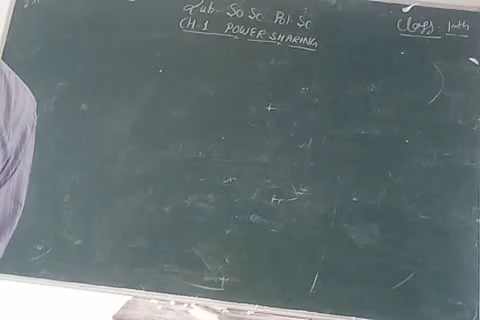 Sub- So Sc. Pol. Sc
Class- 10th
CH-1 POWER SHARING